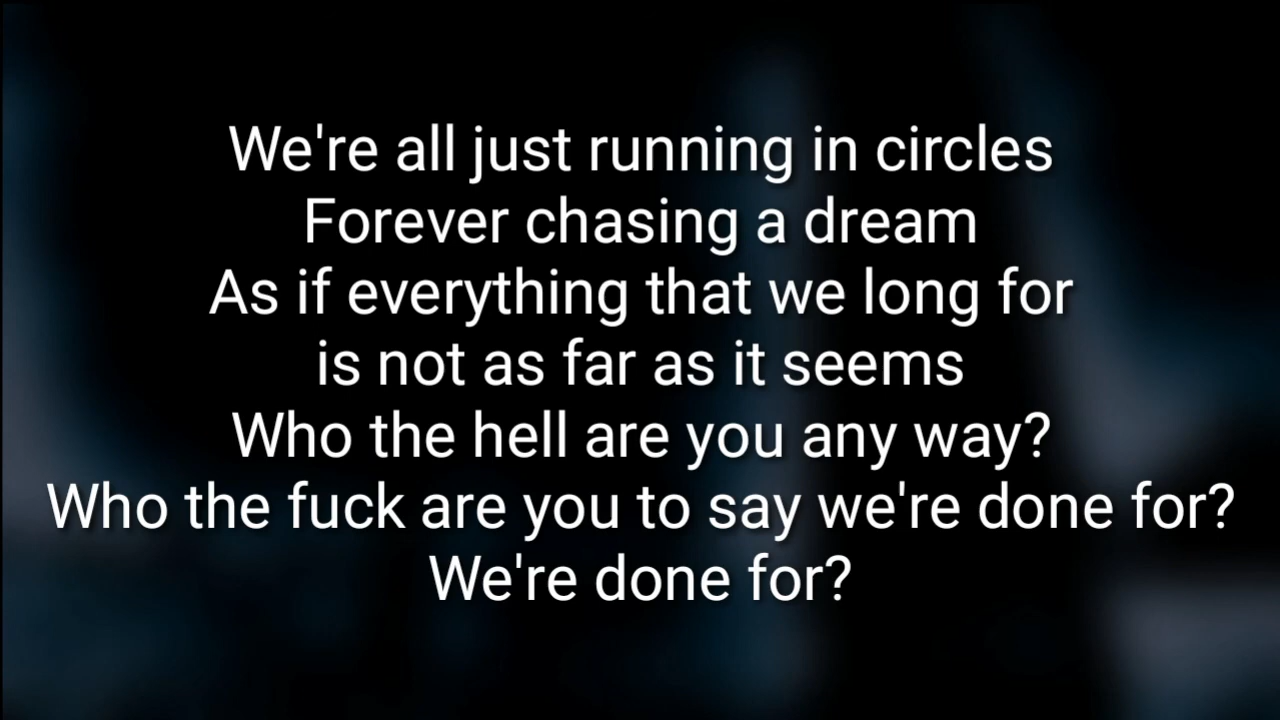 We're all just running in circles
Forever chasing a dream
As if everything that we long for
is not as far as it seems
Who the hell are you any way?
Who the fuck are you to say we're done for?
We're done for?